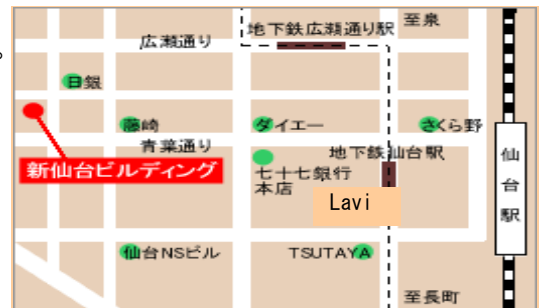 。
至泉
地下鉄広瀬通り駅
広瀬通り
日銀
藤崎
ダイエー
さくら野
青葉通り
地下鉄仙台駅
新仙台ビルディング
七十七銀行
本店
仙台駅
Lavi
仙台NSビル
TSUTAYA
至長町